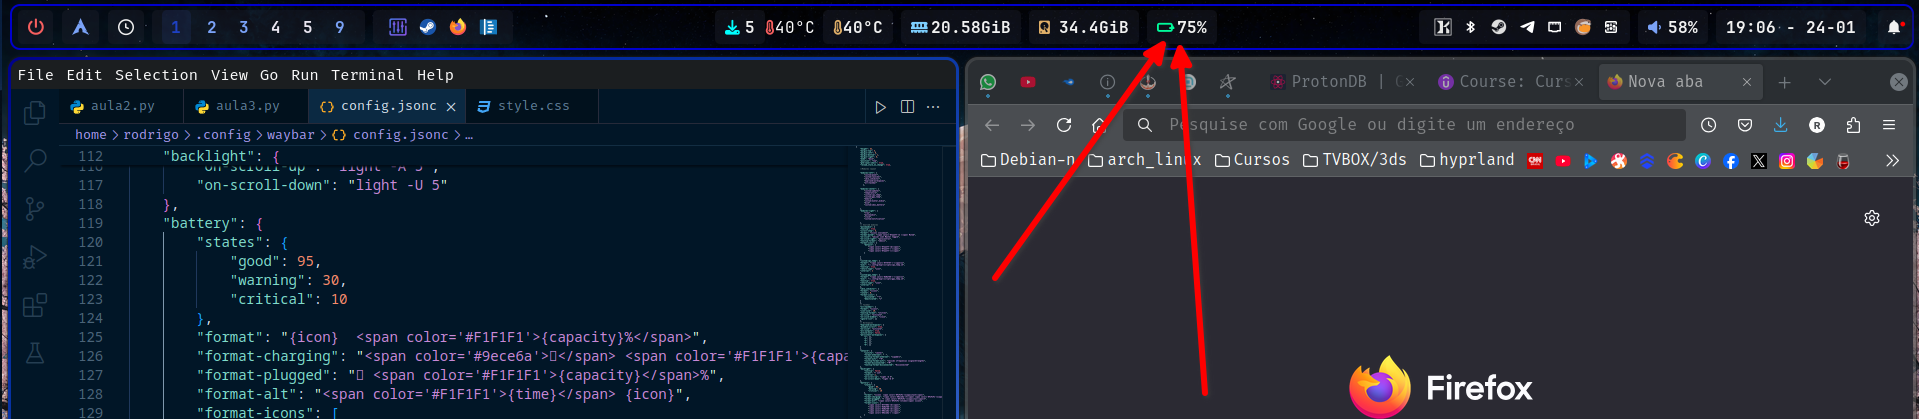 1 2 3 4 5 9
5 40°C 40°C 20.58GiB 34.4GiB 75%
58% 19:06 - 24-01
File Edit Selection View Go Run Terminal Help
aula2.py aula3.py config.jsonc style.css
home > rodrigo > .config > waybar > {} config.jsonc > …
112 "backlight": {
117 "on-scroll-down": "light -U 5"
118 },
119 "battery": {
120 "states": {
121 "good": 95,
122 "warning": 30,
123 "critical": 10
124 },
125 "format": "{icon}  <span color='#F1F1F1'>{capacity}%</span>",
126 "format-charging": "<span color='#9ece6a'></span> <span color='#F1F1F1'>{capa
127 "format-plugged": " <span color='#F1F1F1'>{capacity}</span>%",
128 "format-alt": "<span color='#F1F1F1'>{time}</span> {icon}",
129 "format-icons": [
ProtonDB | Course: Curs Nova aba
Pesquise com Google ou digite um endereço
Debian-n arch_linux Cursos TVBOX/3ds hyprland
Firefox